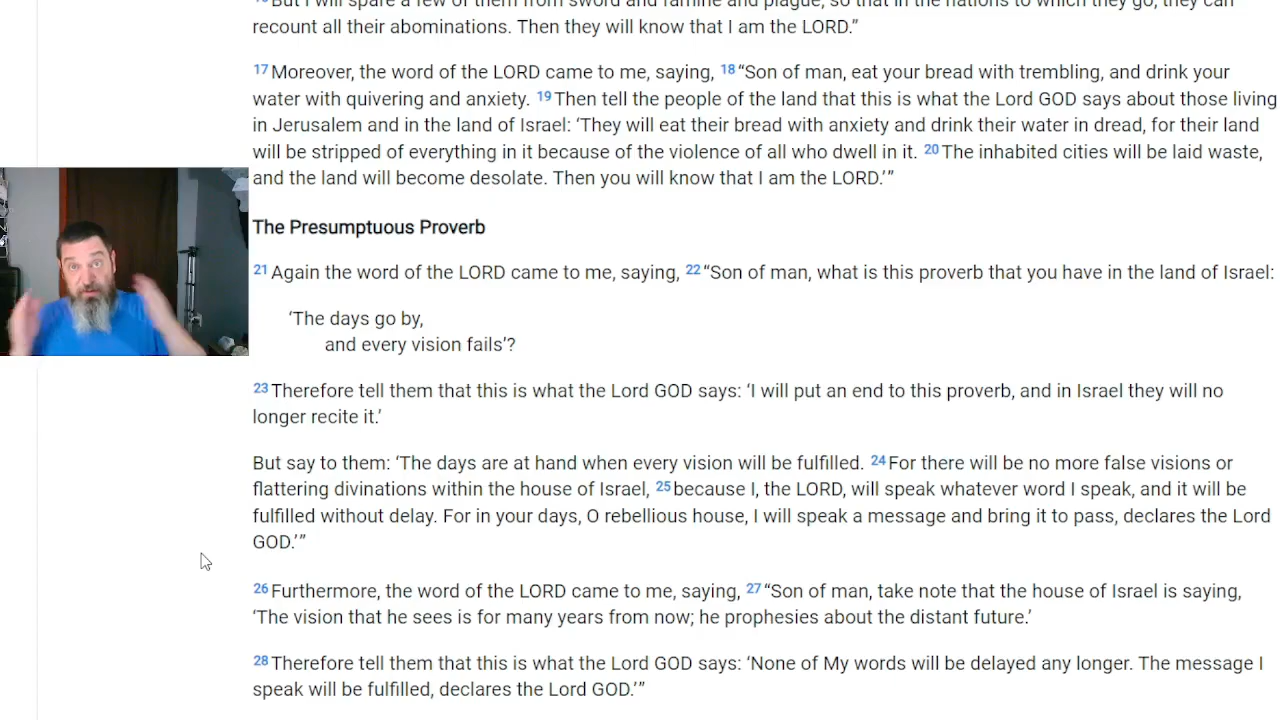 16 But I will spare a few of them from sword and famine and plague, so that in the nations to which they go, they can
recount all their abominations. Then they will know that I am the LORD.”
17 Moreover, the word of the LORD came to me, saying, 18 “Son of man, eat your bread with trembling, and drink your
water with quivering and anxiety. 19 Then tell the people of the land that this is what the Lord GOD says about those living
in Jerusalem and in the land of Israel: ‘They will eat their bread with anxiety and drink their water in dread, for their land
will be stripped of everything in it because of the violence of all who dwell in it. 20 The inhabited cities will be laid waste,
and the land will become desolate. Then you will know that I am the LORD.’”
The Presumptuous Proverb
21 Again the word of the LORD came to me, saying, 22 “Son of man, what is this proverb that you have in the land of Israel:
‘The days go by,
and every vision fails’?
23 Therefore tell them that this is what the Lord GOD says: ‘I will put an end to this proverb, and in Israel they will no
longer recite it.’
But say to them: ‘The days are at hand when every vision will be fulfilled. 24 For there will be no more false visions or
flattering divinations within the house of Israel, 25 because I, the LORD, will speak whatever word I speak, and it will be
fulfilled without delay. For in your days, O rebellious house, I will speak a message and bring it to pass, declares the Lord
GOD.’”
26 Furthermore, the word of the LORD came to me, saying, 27 “Son of man, take note that the house of Israel is saying,
‘The vision that he sees is for many years from now; he prophesies about the distant future.’
28 Therefore tell them that this is what the Lord GOD says: ‘None of My words will be delayed any longer. The message I
speak will be fulfilled, declares the Lord GOD.’”